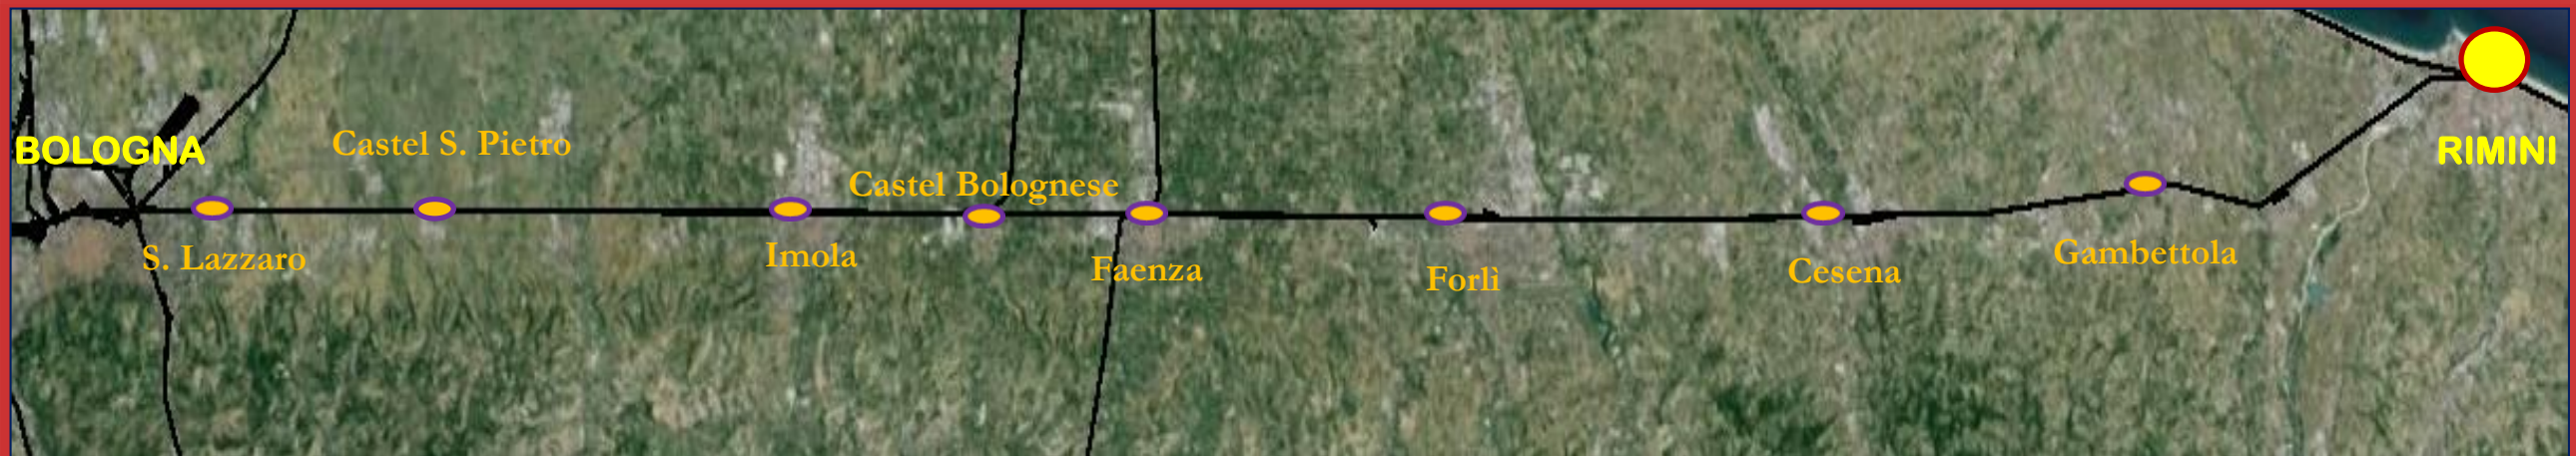 BOLOGNA
S. Lazzaro
Castel S. Pietro
Imola
Castel Bolognese
Faenza
Forlì
Cesena
Gambettola
RIMINI